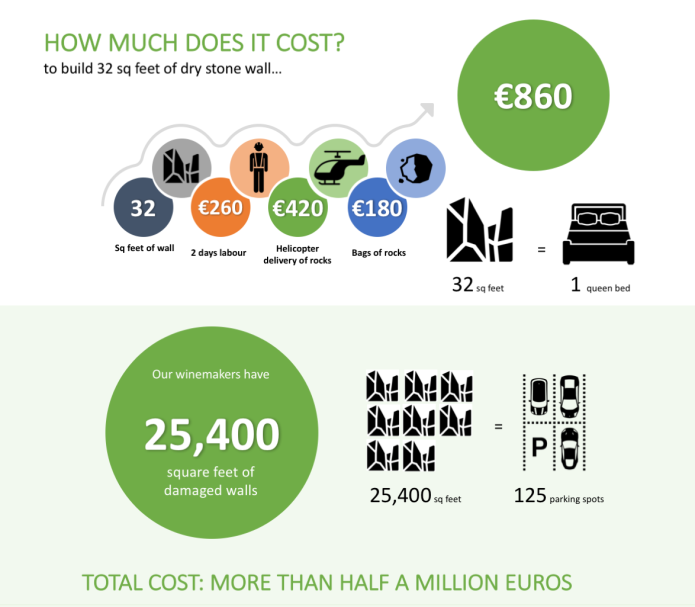 HOW MUCH DOES IT COST?
to build 32 sq feet of dry stone wall...
€860
32
€260
€420
€180
Sq feet of wall
2 days labour
Helicopter
delivery of rocks
Bags of rocks
=
32 sq feet
1 queen bed
Our winemakers have
25,400
square feet of
damaged walls
=
P
25,400 sq feet
125 parking spots
TOTAL COST: MORE THAN HALF A MILLION EUROS